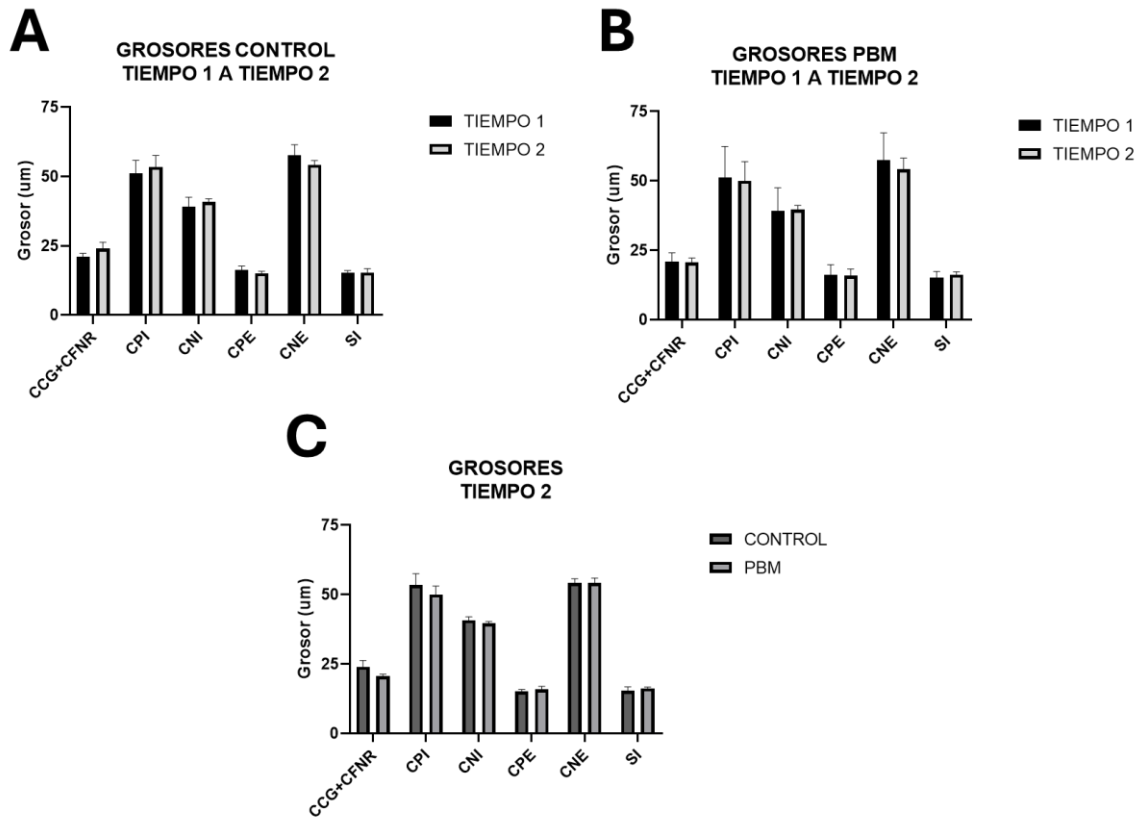 A
GROSORES CONTROL
TIEMPO 1 A TIEMPO 2
75
50
25
0
Grosor (um)
CCG+CFNR
CPI
CNI
CPE
CNE
SI
TIEMPO 1
TIEMPO 2
B
GROSORES PBM
TIEMPO 1 A TIEMPO 2
75
50
25
0
Grosor (um)
CCG+CFNR
CPI
CNI
CPE
CNE
SI
TIEMPO 1
TIEMPO 2
C
GROSORES
TIEMPO 2
75
50
25
0
Grosor (um)
CCG+CFNR
CPI
CNI
CPE
CNE
SI
CONTROL
PBM